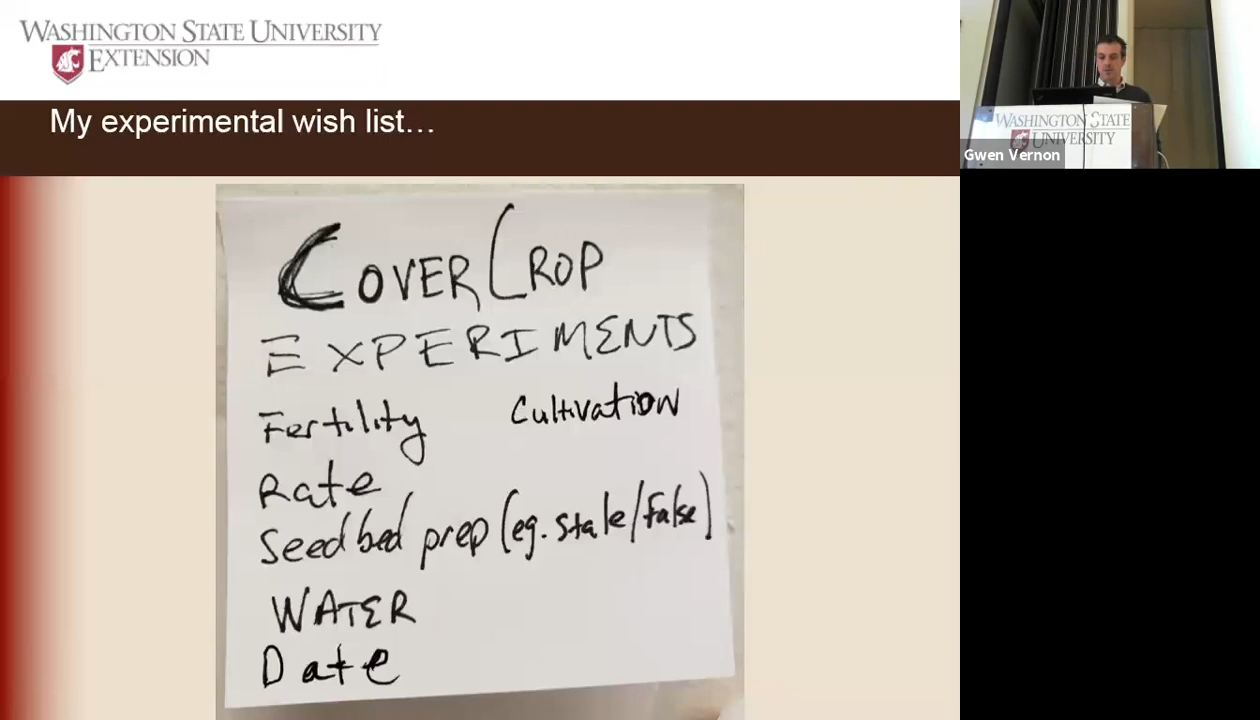 WASHINGTON STATE UNIVERSITY
EXTENSION
My experimental wish list…
COVER CROP
EXPERIMENTS
Fertility Cultivation
Rate
Seed bed prep (eg. stale/false)
WATER
Date
WASHINGTON STATE
UNIVERSITY
Gwen Vernon